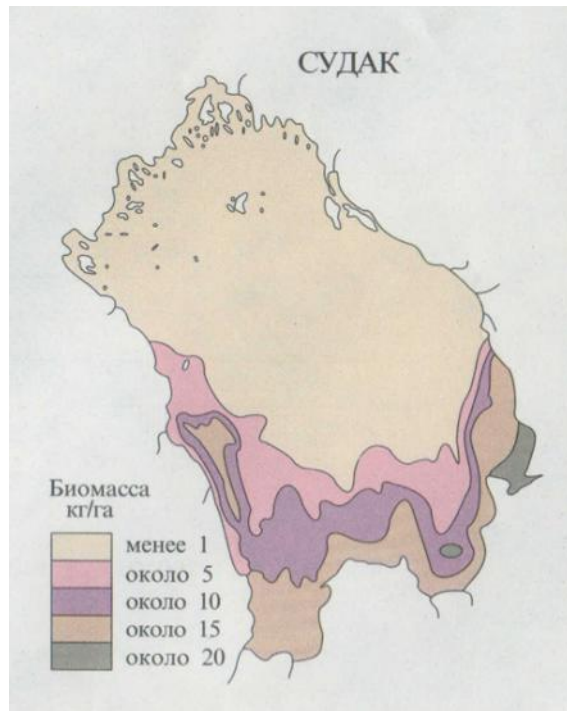 СУДАК
Биомасса
кг/га
менее 1
около 5
около 10
около 15
около 20